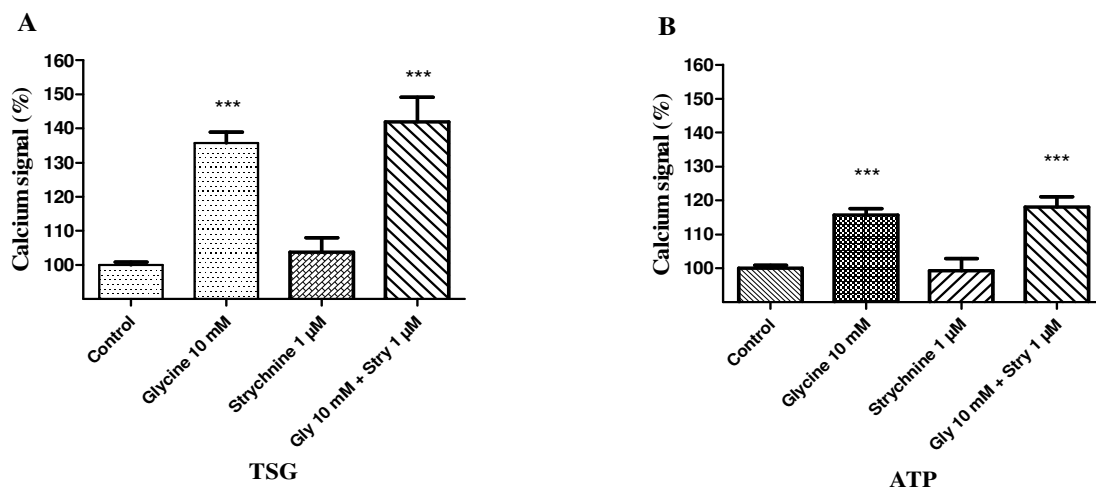 A
Calcium signal (%)
160
150
140
130
120
110
100
***
***
Control
Glycine 10 mM
Strychnine 1 µM
Gly 10 mM + Stry 1 µM
TSG
B
Calcium signal (%)
160
150
140
130
120
110
100
***
***
Control
Glycine 10 mM
Strychnine 1 µM
Gly 10 mM + Stry 1 µM
ATP